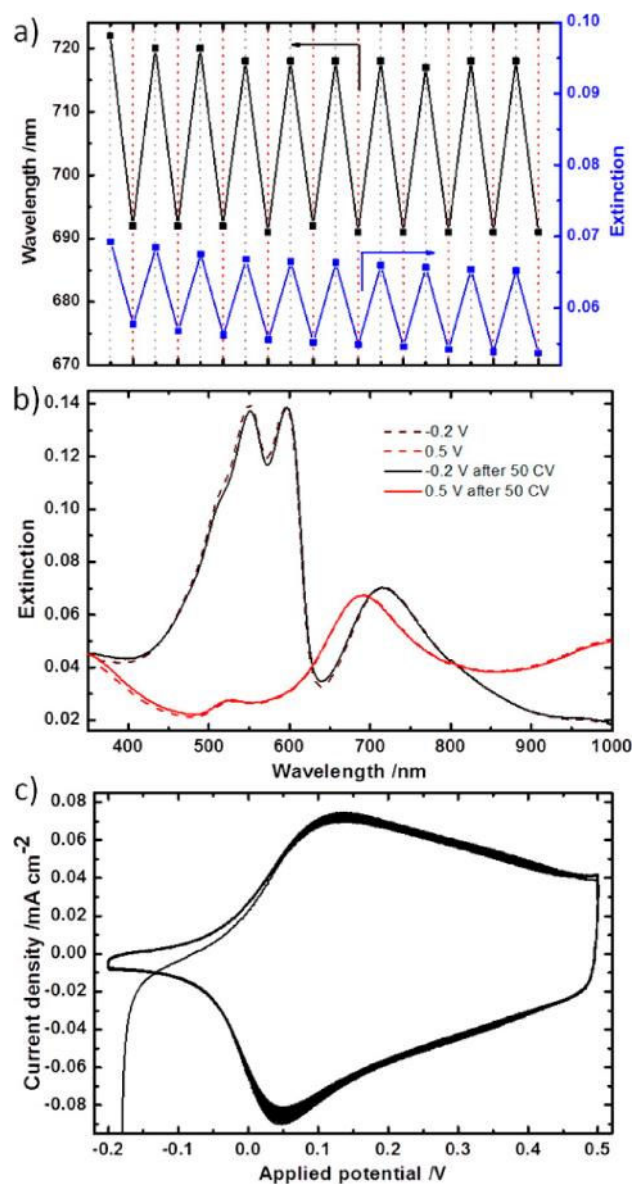 a)
720
710
700
690
680
670
Wavelength /nm
0.10
0.09
0.08
0.07
0.06
Extinction
b)
0.14
0.12
0.10
0.08
0.06
0.04
0.02
Extinction
-0.2 V
0.5 V
-0.2 V after 50 CV
0.5 V after 50 CV
400 500 600 700 800 900 1000
Wavelength /nm
c)
0.08
0.06
0.04
0.02
0.00
-0.02
-0.04
-0.06
-0.08
Current density /mA cm-2
-0.2 -0.1 0.0 0.1 0.2 0.3 0.4 0.5
Applied potential /V